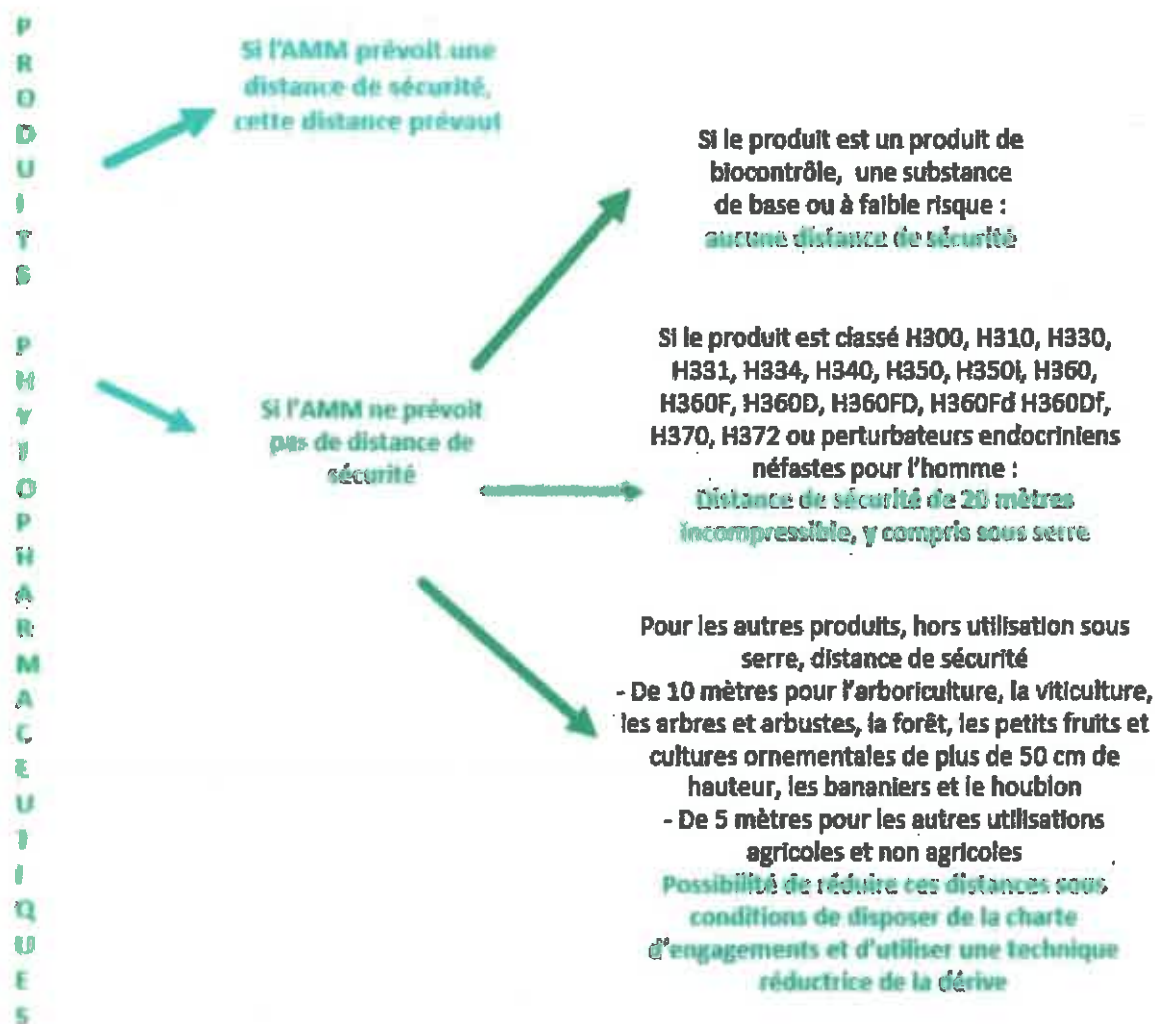 PRODUITS PHYTOPHARMACEUTIQUES
Si l'AMM prévoit une
distance de sécurité,
cette distance prévaut
Si le produit est un produit de
biocontrôle, une substance
de base ou à faible risque :
aucune distance de sécurité
Si l'AMM ne prévoit
pas de distance de
sécurité
Si le produit est classé H300, H310, H330,
H331, H334, H340, H350, H350i, H360,
H360F, H360D, H360FD, H360Fd H360Df,
H370, H372 ou perturbateurs endocriniens
néfastes pour l'homme :
Distance de sécurité de 20 mètres
incompressible, y compris sous serre
Pour les autres produits, hors utilisation sous
serre, distance de sécurité
- De 10 mètres pour l'arboriculture, la viticulture,
les arbres et arbustes, la forêt, les petits fruits et
cultures ornementales de plus de 50 cm de
hauteur, les bananiers et le houblon
- De 5 mètres pour les autres utilisations
agricoles et non agricoles
Possibilité de réduire ces distances sous
conditions de disposer de la charte
d'engagements et d'utiliser une technique
réductrice de la dérive